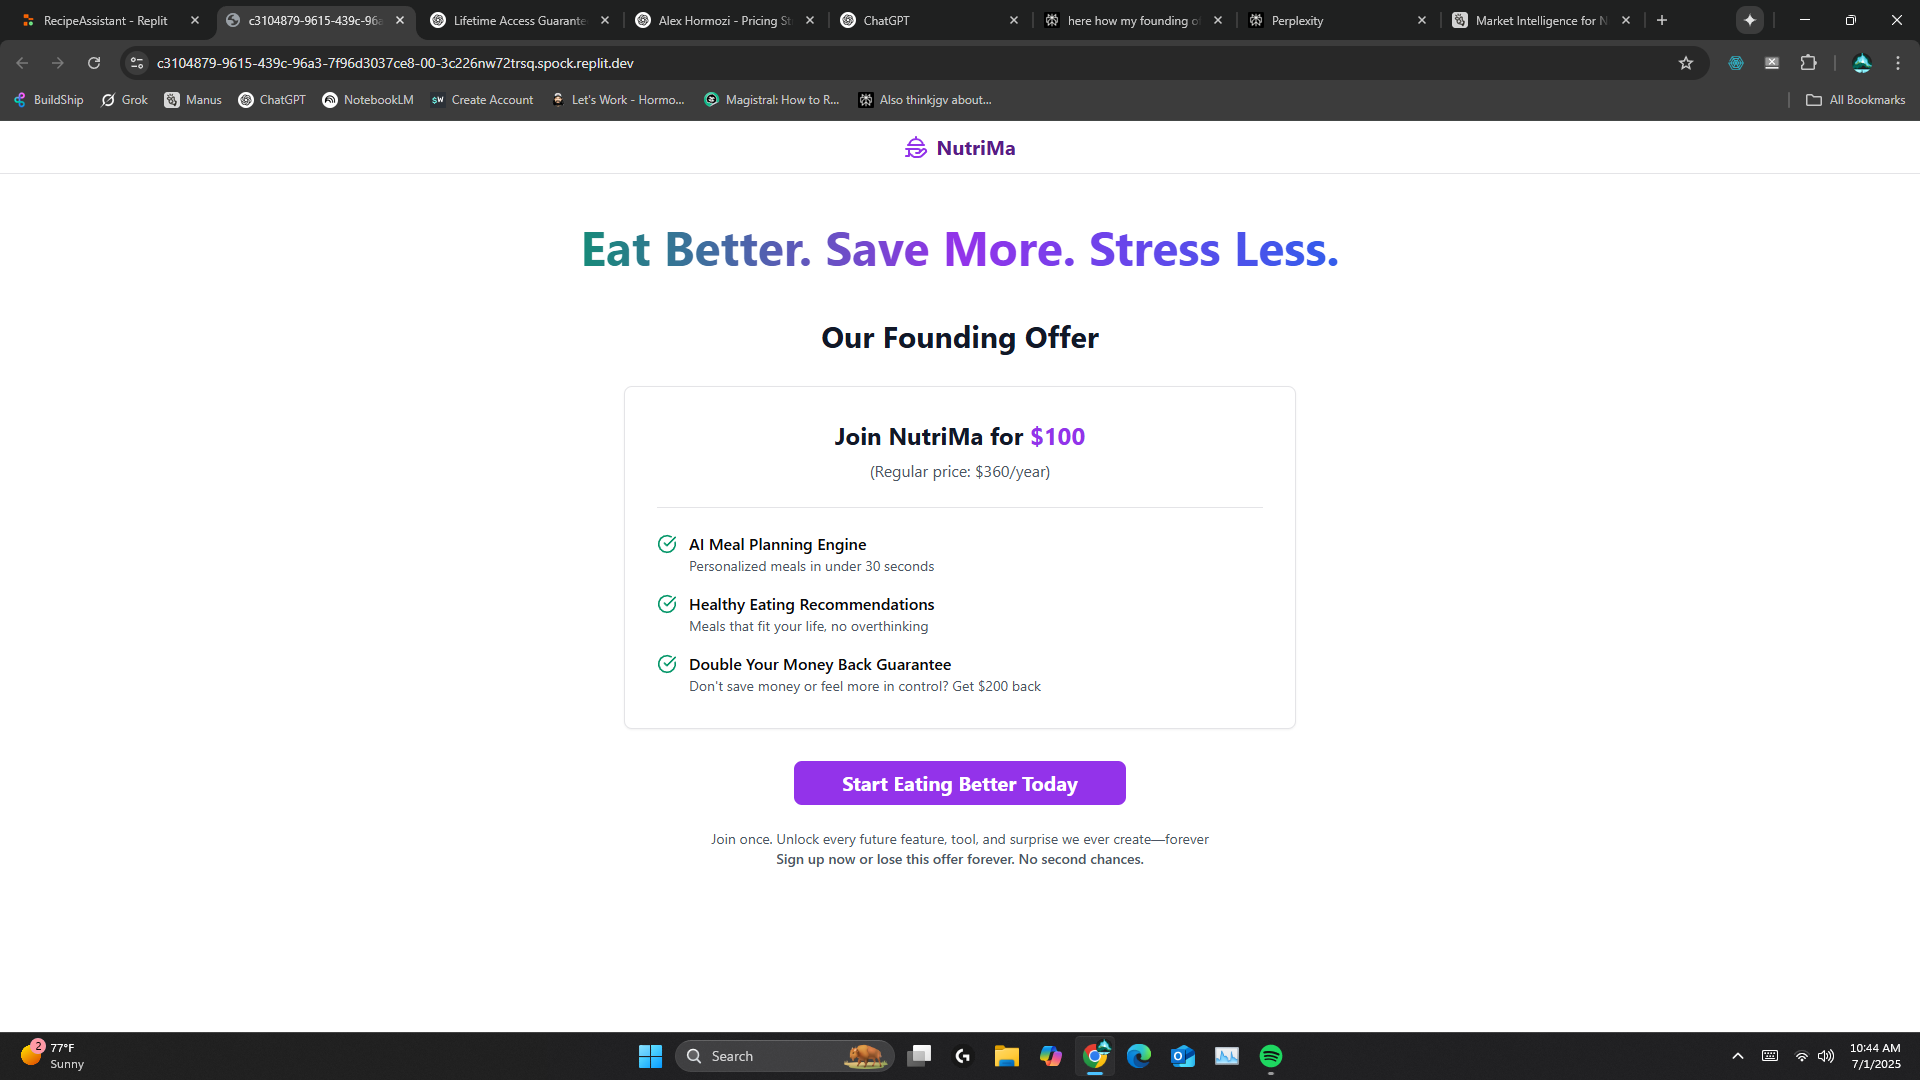 RecipeAssistant - Replit
c3104879-9615-439c-96a
Lifetime Access Guarante
Alex Hormozi - Pricing St
ChatGPT
here how my founding o
Perplexity
Market Intelligence for N
c3104879-9615-439c-96a3-7f96d3037ce8-00-3c226nw72trsq.spock.replit.dev
BuildShip
Grok
Manus
ChatGPT
NotebookLM
$W
Create Account
Let's Work - Hormo...
Magistral: How to R...
Also thinkjgv about...
All Bookmarks
NutriMa
Eat Better. Save More. Stress Less.
Our Founding Offer
Join NutriMa for $100
(Regular price: $360/year)
AI Meal Planning Engine
Personalized meals in under 30 seconds
Healthy Eating Recommendations
Meals that fit your life, no overthinking
Double Your Money Back Guarantee
Don't save money or feel more in control? Get $200 back
Start Eating Better Today
Join once. Unlock every future feature, tool, and surprise we ever create—forever
Sign up now or lose this offer forever. No second chances.
2
77°F
Sunny
Search
10:44 AM
7/1/2025